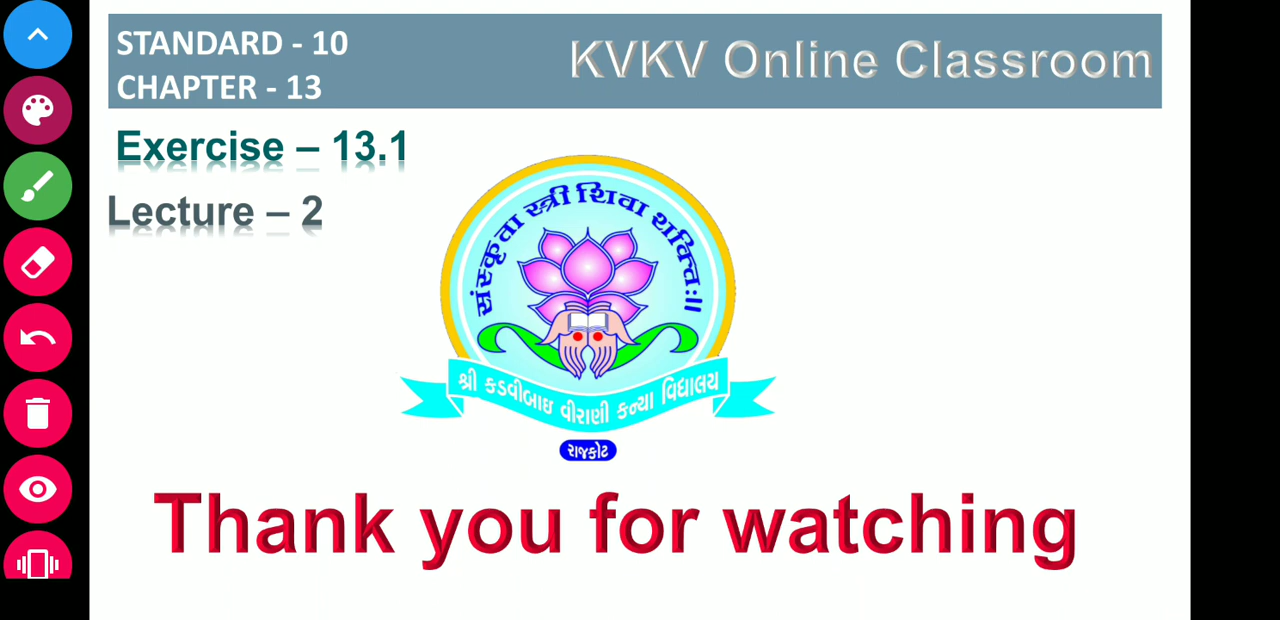 STANDARD - 10
CHAPTER - 13
KVKV Online Classroom
Exercise – 13.1
Lecture – 2
संस्कृता स्त्री शिवा शक्तिः॥
શ્રી કડવીબાઇ વીરાણી કન્યા વિદ્યાલય
રાજકોટ
Thank you for watching